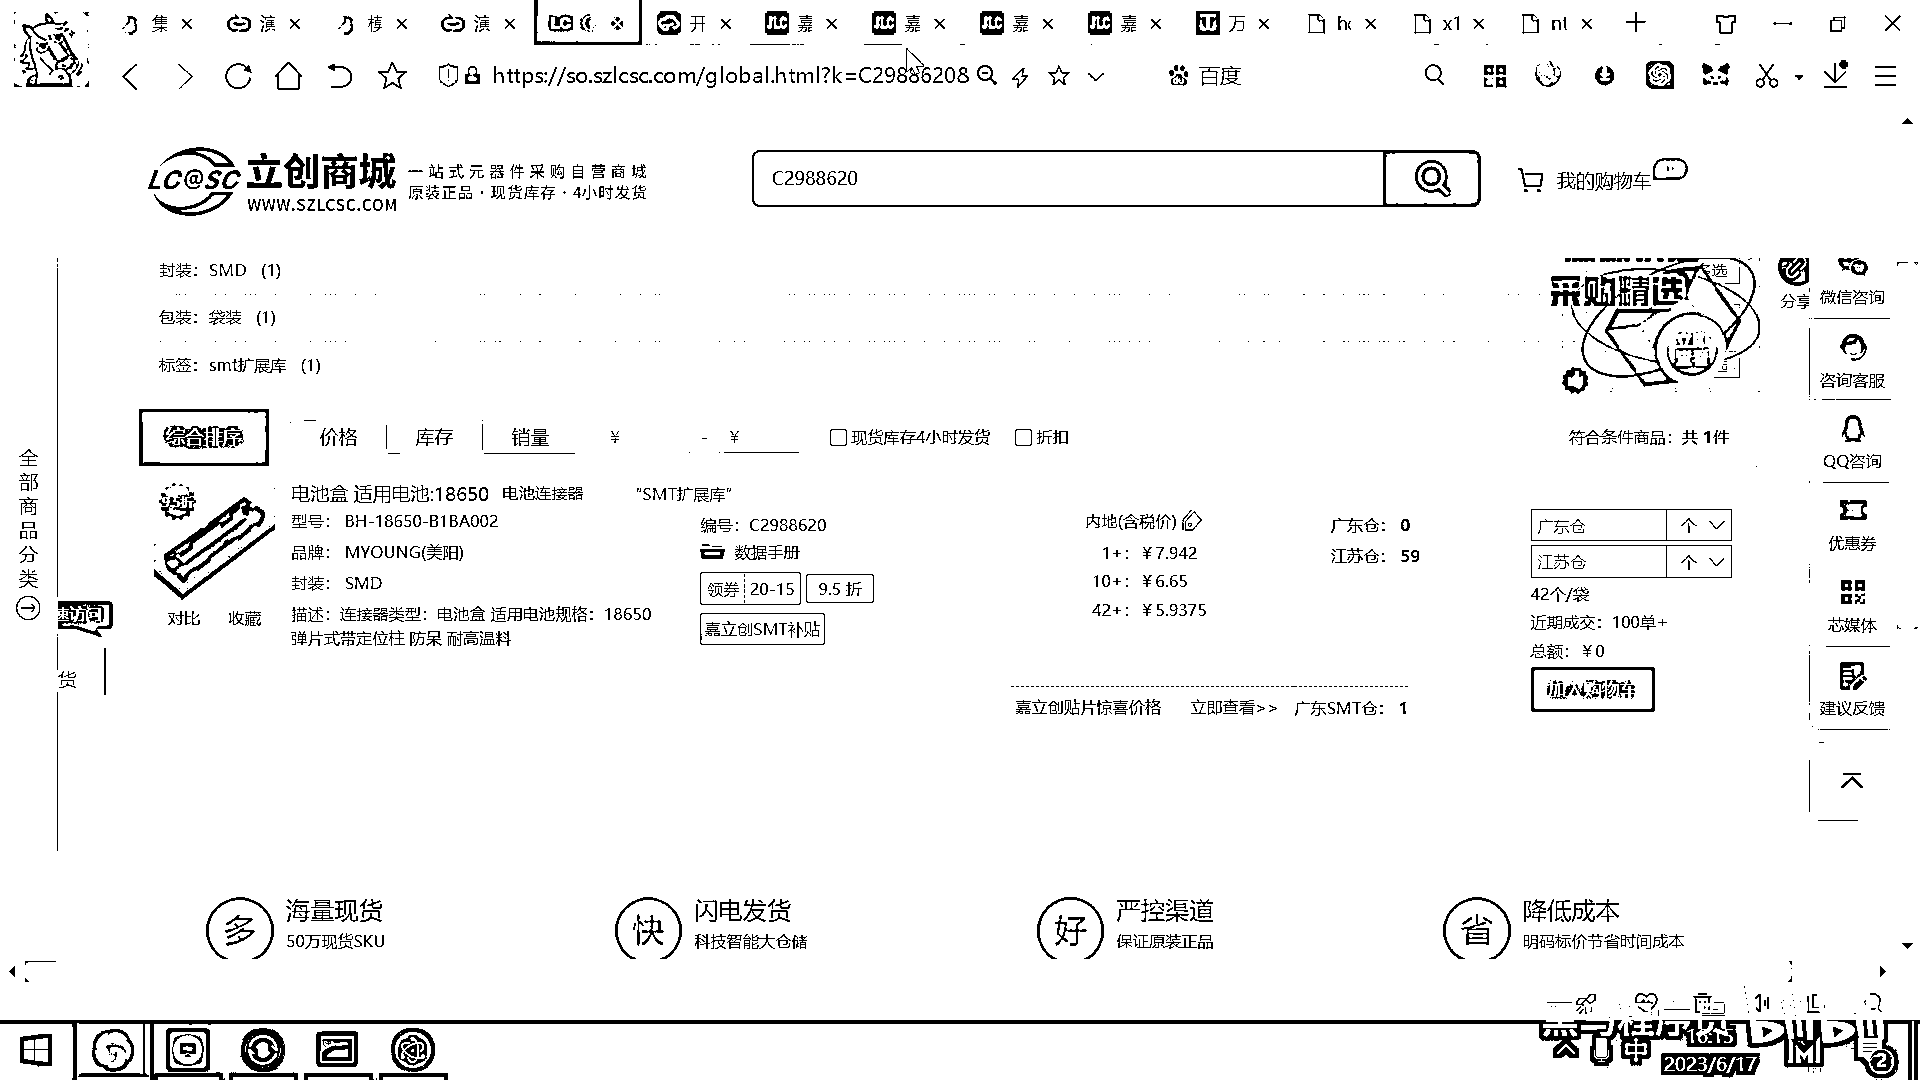 集 演 模 演 LC 开 嘉 嘉 嘉 嘉 万 x1
https://so.szlcsc.com/global.html?k=C29886208
百度
LC@SC 立创商城
WWW.SZLCSC.COM
一站式元器件采购自营商城
原装正品·现货库存·4小时发货
C2988620
我的购物车
封装: SMD (1)
包装: 袋装 (1)
标签: smt扩展库 (1)
采购精选
分享
微信咨询
咨询客服
QQ咨询
优惠券
芯媒体
建议反馈
全部商品分类
速访问
货
综合排序 价格 库存 销量 ¥ - ¥ 现货库存4小时发货 折扣
符合条件商品: 共 1件
电池盒 适用电池:18650 电池连接器 "SMT扩展库"
型号: BH-18650-B1BA002
品牌: MYOUNG(美阳)
封装: SMD
描述: 连接器类型: 电池盒 适用电池规格: 18650
弹片式带定位柱 防呆 耐高温料
对比 收藏
编号: C2988620
数据手册
领券 20-15 9.5 折
嘉立创SMT补贴
内地(含税价)
1+: ¥7.942
10+: ¥6.65
42+: ¥5.9375
广东仓: 0
江苏仓: 59
广东仓 个
江苏仓 个
42个/袋
近期成交: 100单+
总额: ¥0
加入购物车
嘉立创贴片惊喜价格 立即查看>> 广东SMT仓: 1
多 海量现货
50万现货SKU
快 闪电发货
科技智能大仓储
好 严控渠道
保证原装正品
省 降低成本
明码标价节省时间成本
中
16:15
2023/6/17
2